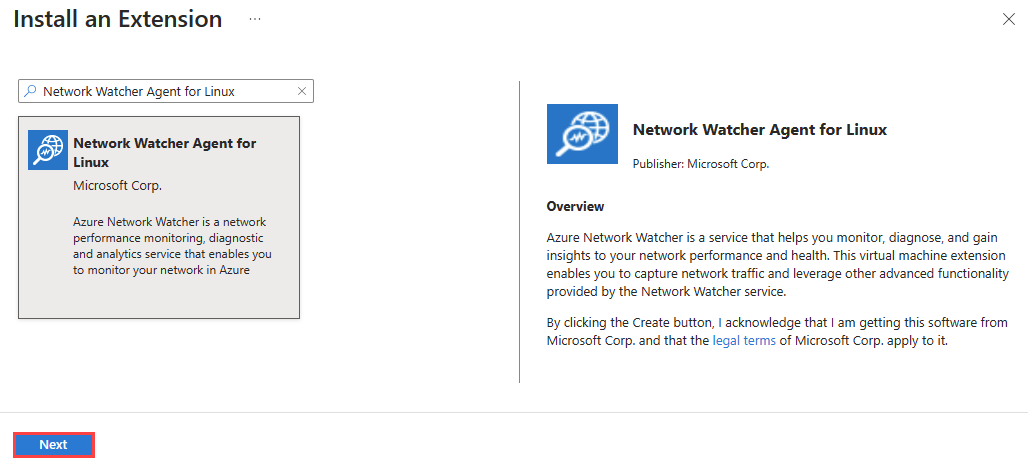 Install an Extension
...
Network Watcher Agent for Linux
Network Watcher Agent for
Linux
Microsoft Corp.
Azure Network Watcher is a network
performance monitoring, diagnostic
and analytics service that enables you
to monitor your network in Azure
Network Watcher Agent for Linux
Publisher: Microsoft Corp.
Overview
Azure Network Watcher is a service that helps you monitor, diagnose, and gain
insights to your network performance and health. This virtual machine extension
enables you to capture network traffic and leverage other advanced functionality
provided by the Network Watcher service.
By clicking the Create button, I acknowledge that I am getting this software from
Microsoft Corp. and that the legal terms of Microsoft Corp. apply to it.
Next